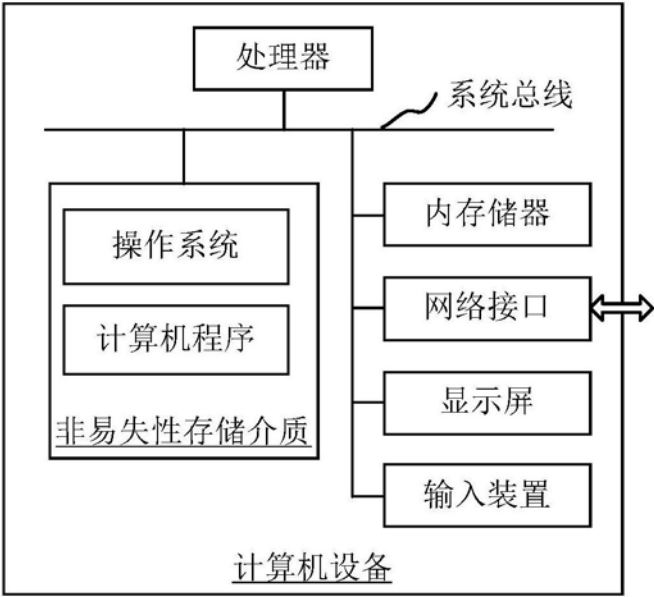 处理器
系统总线
操作系统
计算机程序
非易失性存储介质
内存储器
网络接口
显示屏
输入装置
计算机设备